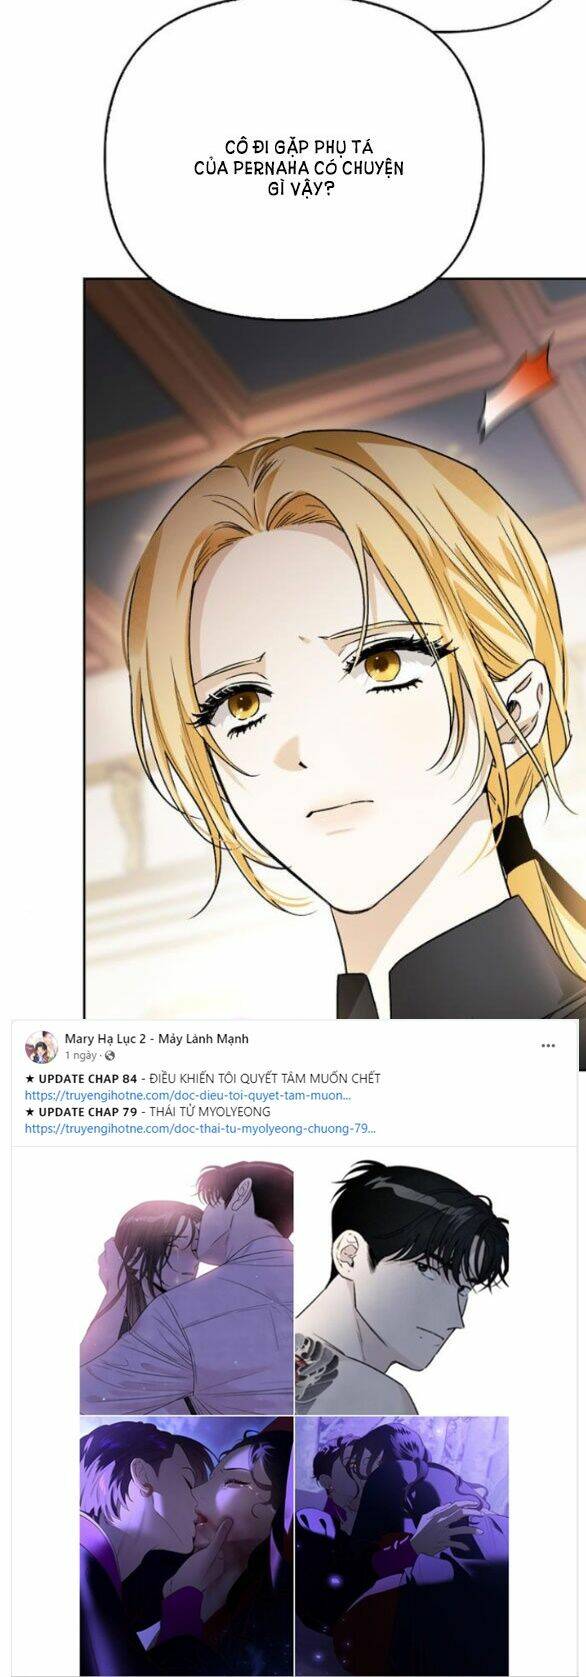 CÔ ĐI GẶP PHỤ TÁ
CỦA PERNAHA CÓ CHUYỆN
GÌ VẬY?
Mary Hạ Lục 2 - Mảy Lành Mạnh
1 ngày ·
★ UPDATE CHAP 84 - ĐIỀU KHIẾN TÔI QUYẾT TÂM MUỐN CHẾT
https://truyengihotne.com/doc-dieu-toi-quyet-tam-muon...
★ UPDATE CHAP 79 - THÁI TỬ MYOLYEONG
https://truyengihotne.com/doc-thai-tu-myolyeong-chuong-79...